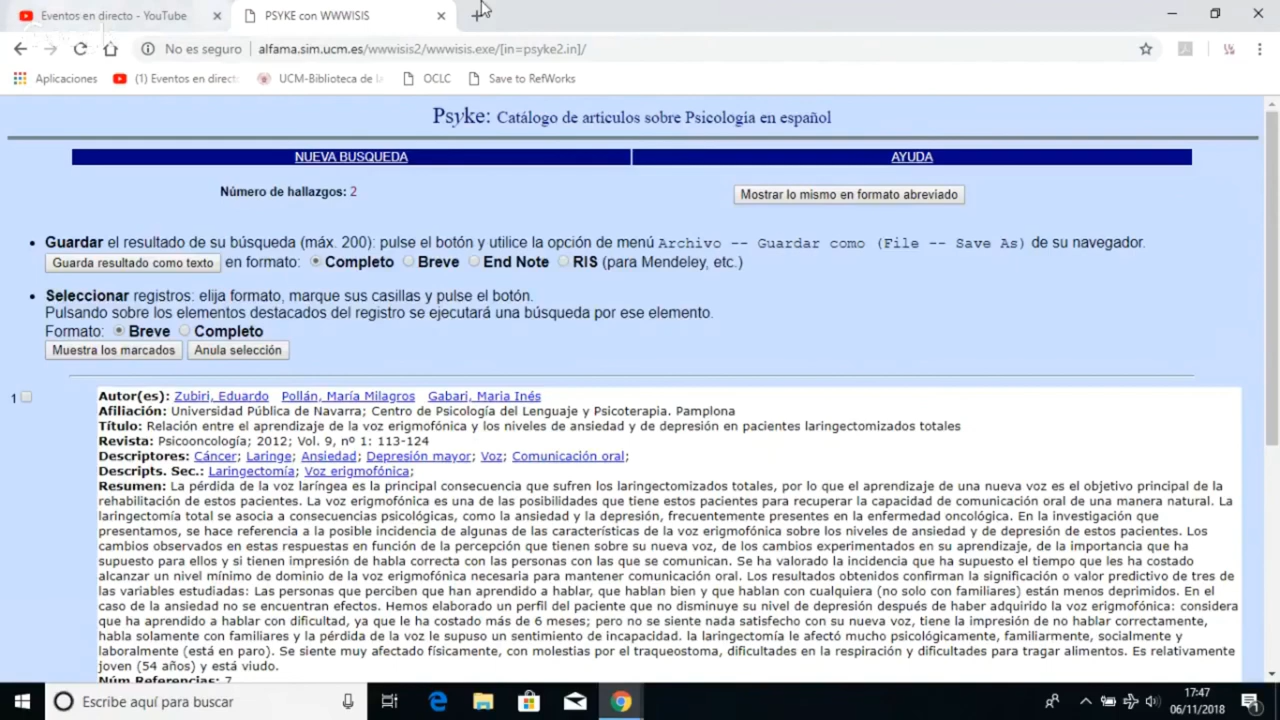 Eventos en directo - YouTube
PSYKE con WWWISIS
No es seguro
alfama.sim.ucm.es/wwwisis2/wwwisis.exe/[in=psyke2.in]/
Aplicaciones
(1) Eventos en direct
UCM-Biblioteca de la
OCLC
Save to RefWorks
Psyke: Catálogo de artículos sobre Psicología en español
NUEVA BUSQUEDA
AYUDA
Número de hallazgos: 2
Mostrar lo mismo en formato abreviado
• Guardar el resultado de su búsqueda (máx. 200): pulse el botón y utilice la opción de menú Archivo -- Guardar como (File -- Save As) de su navegador.
Guarda resultado como texto en formato: Completo Breve End Note RIS (para Mendeley, etc.)
• Seleccionar registros: elija formato, marque sus casillas y pulse el botón.
Pulsando sobre los elementos destacados del registro se ejecutará una búsqueda por ese elemento.
Formato: Breve Completo
Muestra los marcados Anula selección
1
Autor(es): Zubiri, Eduardo Pollán, María Milagros Gabari, Maria Inés
Afiliación: Universidad Pública de Navarra; Centro de Psicología del Lenguaje y Psicoterapia. Pamplona
Título: Relación entre el aprendizaje de la voz erigmofónica y los niveles de ansiedad y de depresión en pacientes laringectomizados totales
Revista: Psicooncología; 2012; Vol. 9, nº 1: 113-124
Descriptores: Cáncer; Laringe; Ansiedad; Depresión mayor; Voz; Comunicación oral;
Descripts. Sec.: Laringectomía; Voz erigmofónica;
Resumen: La pérdida de la voz laríngea es la principal consecuencia que sufren los laringectomizados totales, por lo que el aprendizaje de una nueva voz es el objetivo principal de la
rehabilitación de estos pacientes. La voz erigmofónica es una de las posibilidades que tiene estos pacientes para recuperar la capacidad de comunicación oral de una manera natural. La
laringectomía total se asocia a consecuencias psicológicas, como la ansiedad y la depresión, frecuentemente presentes en la enfermedad oncológica. En la investigación que
presentamos, se hace referencia a la posible incidencia de algunas de las características de la voz erigmofónica sobre los niveles de ansiedad y de depresión de estos pacientes. Los
cambios observados en estas respuestas en función de la percepción que tienen sobre su nueva voz, de los cambios experimentados en su aprendizaje, de la importancia que ha
supuesto para ellos y si tienen impresión de habla correcta con las personas con las que se comunican. Se ha valorado la incidencia que ha supuesto el tiempo que les ha costado
alcanzar un nivel mínimo de dominio de la voz erigmofónica necesaria para mantener comunicación oral. Los resultados obtenidos confirman la significación o valor predictivo de tres de
las variables estudiadas: Las personas que perciben que han aprendido a hablar, que hablan bien y que hablan con cualquiera (no solo con familiares) están menos deprimidos. En el
caso de la ansiedad no se encuentran efectos. Hemos elaborado un perfil del paciente que no disminuye su nivel de depresión después de haber adquirido la voz erigmofónica: considera
que ha aprendido a hablar con dificultad, ya que le ha costado más de 6 meses; pero no se siente nada satisfecho con su nueva voz, tiene la impresión de no hablar correctamente,
habla solamente con familiares y la pérdida de la voz le supuso un sentimiento de incapacidad. la laringectomía le afectó mucho psicológicamente, familiarmente, socialmente y
laboralmente (está en paro). Se siente muy afectado físicamente, con molestias por el traqueostoma, dificultades en la respiración y dificultades para tragar alimentos. Es relativamente
joven (54 años) y está viudo.
Núm Referencias: 7
Escribe aquí para buscar
17:47
06/11/2018
1